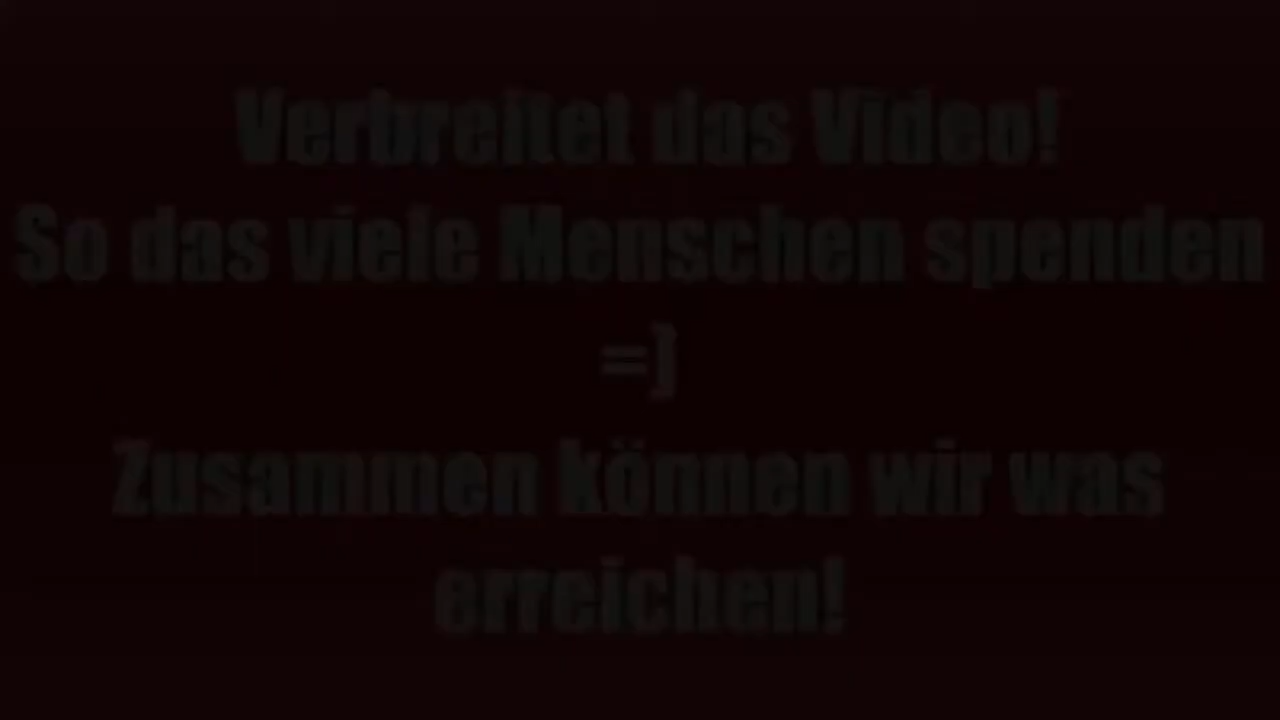 Verbreitet das Video!
So das viele Menschen spenden
=)
Zusammen können wir was
erreichen!